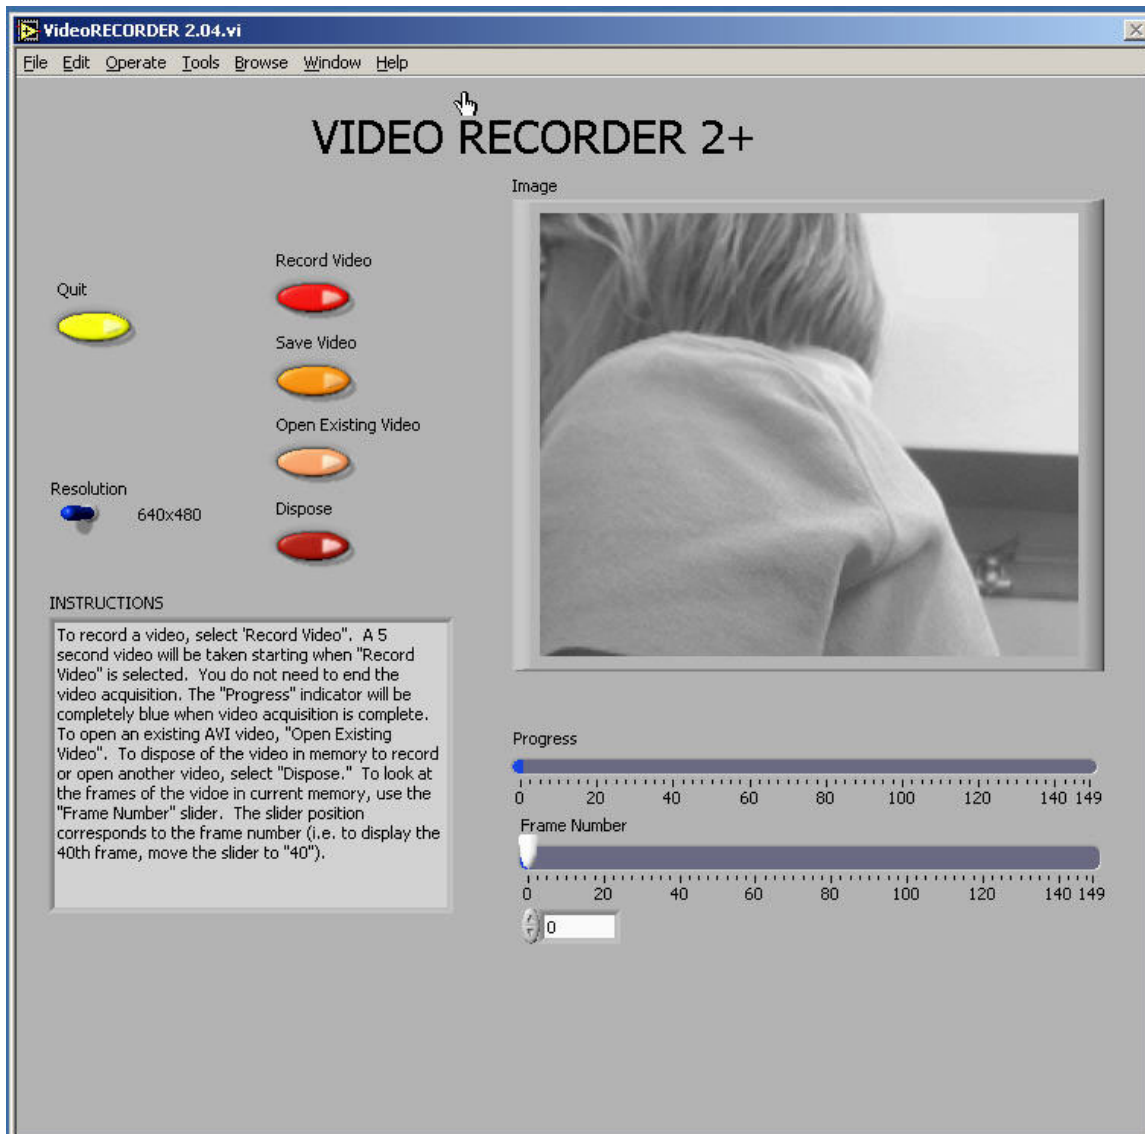 VideoRECORDER 2.04.vi
File Edit Operate Tools Browse Window Help
VIDEO RECORDER 2+
Image
Record Video
Quit
Save Video
Open Existing Video
Resolution
640x480
Dispose
INSTRUCTIONS
To record a video, select 'Record Video". A 5
second video will be taken starting when "Record
Video" is selected. You do not need to end the
video acquisition. The "Progress" indicator will be
completely blue when video acquisition is complete.
To open an existing AVI video, "Open Existing
Video". To dispose of the video in memory to record
or open another video, select "Dispose." To look at
the frames of the vidoe in current memory, use the
"Frame Number" slider. The slider position
corresponds to the frame number (i.e. to display the
40th frame, move the slider to "40").
Progress
0 20 40 60 80 100 120 140 149
Frame Number
0 20 40 60 80 100 120 140 149
0